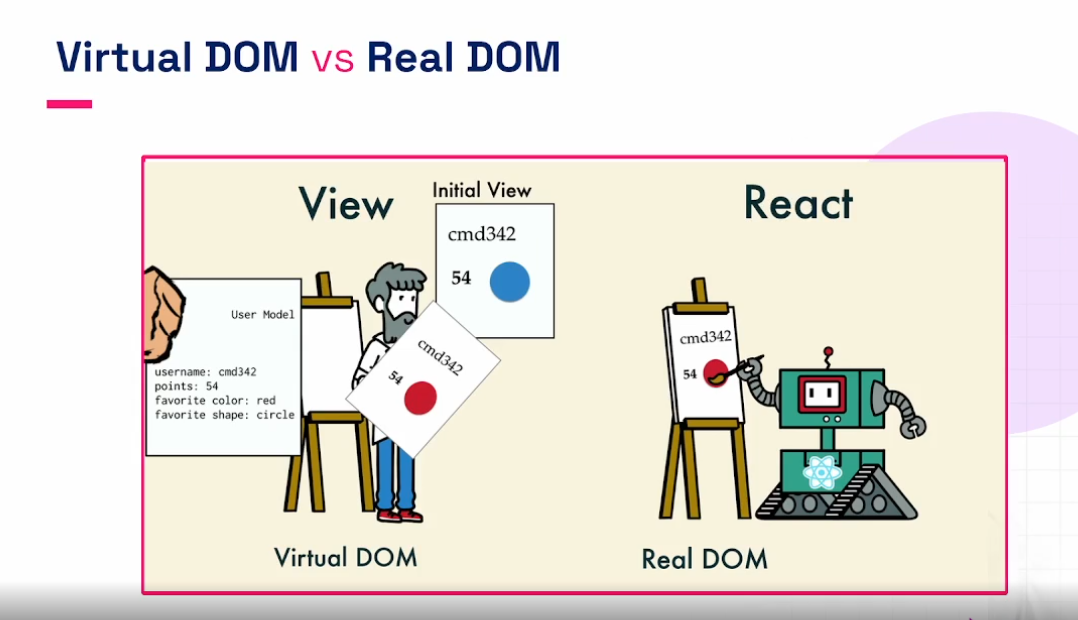 Virtual DOM vs Real DOM
View
Initial View
React
cmd342
54
User Model
username: cmd342
points: 54
favorite color: red
favorite shape: circle
cmd342
54
cmd342
54
Virtual DOM
Real DOM